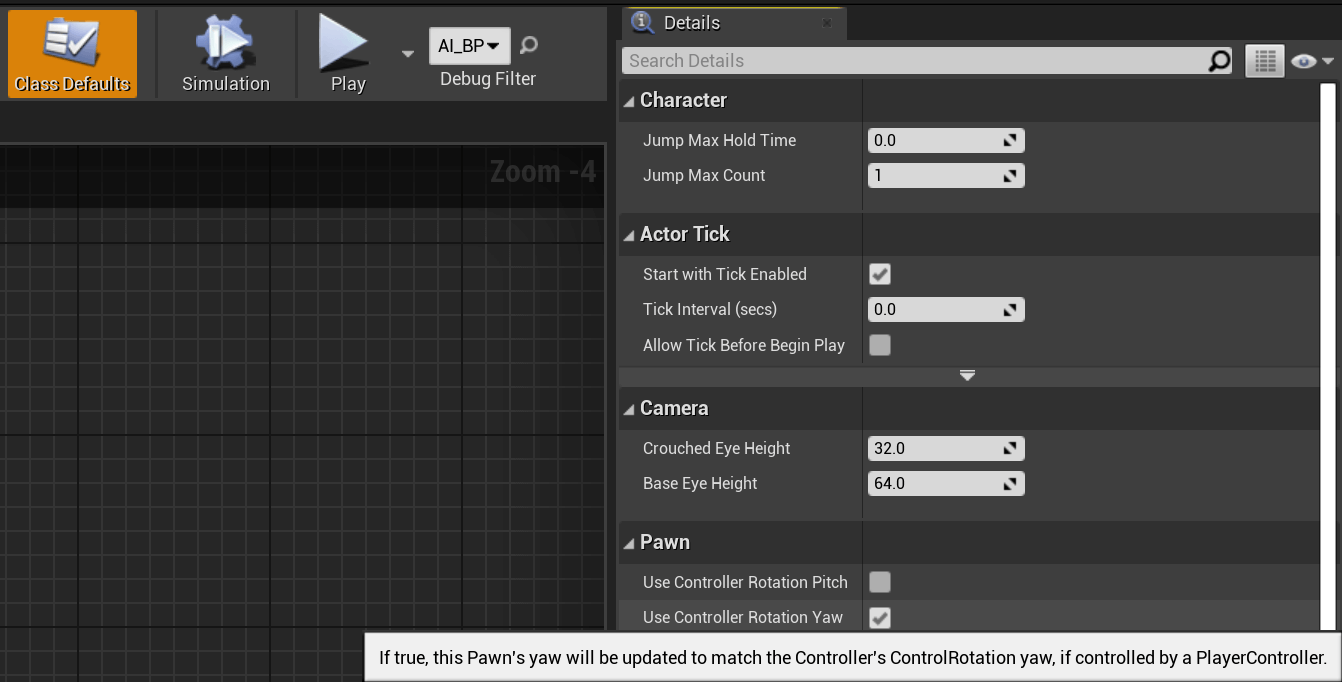 Class Defaults
Simulation
Play
AI_BP
Debug Filter
Zoom -4
Details
Search Details
Character
Jump Max Hold Time 0.0
Jump Max Count 1
Actor Tick
Start with Tick Enabled
Tick Interval (secs) 0.0
Allow Tick Before Begin Play
Camera
Crouched Eye Height 32.0
Base Eye Height 64.0
Pawn
Use Controller Rotation Pitch
Use Controller Rotation Yaw
If true, this Pawn's yaw will be updated to match the Controller's ControlRotation yaw, if controlled by a PlayerController.